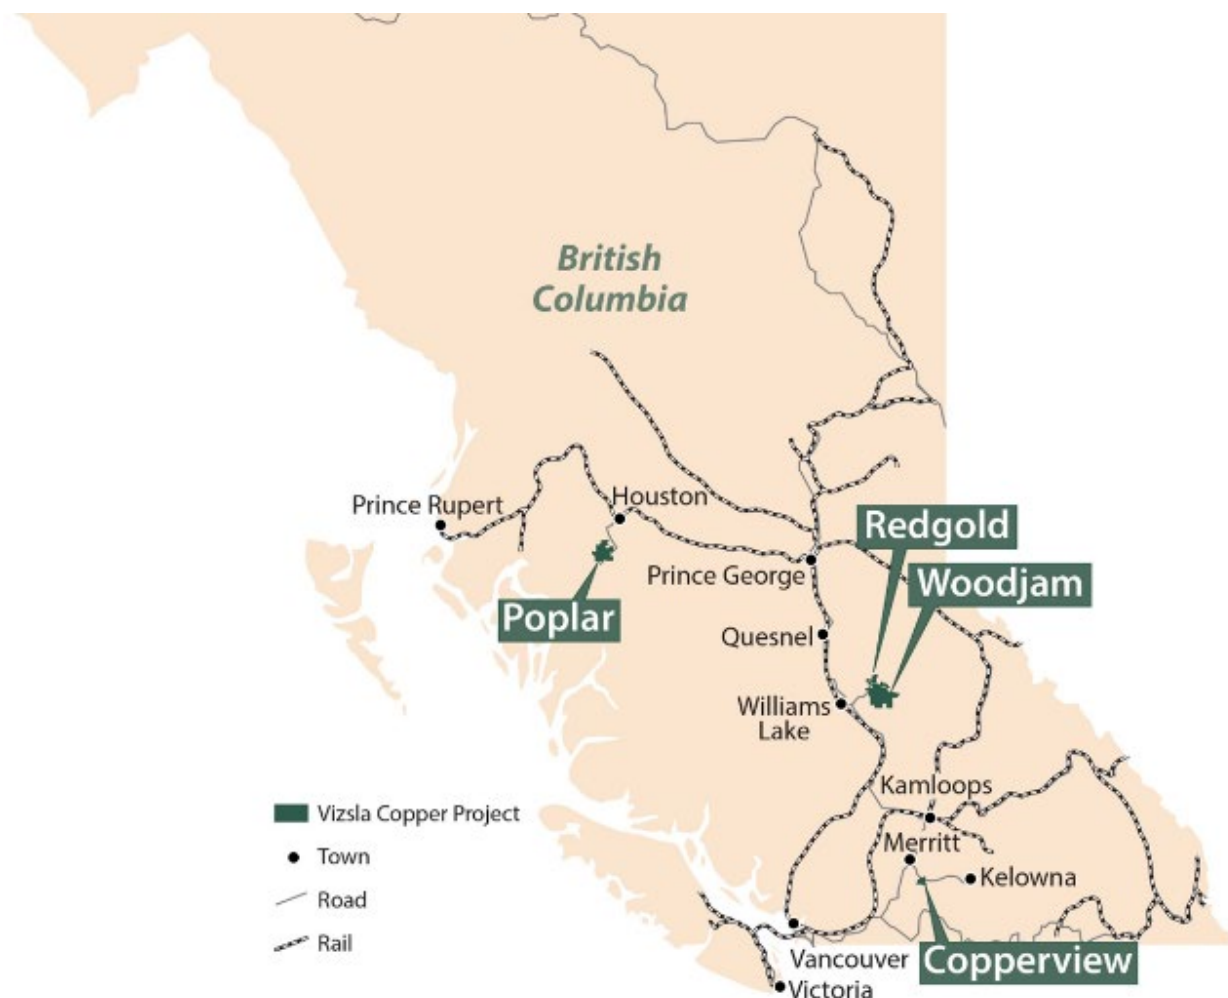 British
Columbia
Prince Rupert
Houston
Redgold
Prince George
Woodjam
Poplar
Quesnel
Williams
Lake
Kamloops
Vizsla Copper Project
Merritt
Town
Kelowna
Road
Rail
Vancouver
Copperview
Victoria